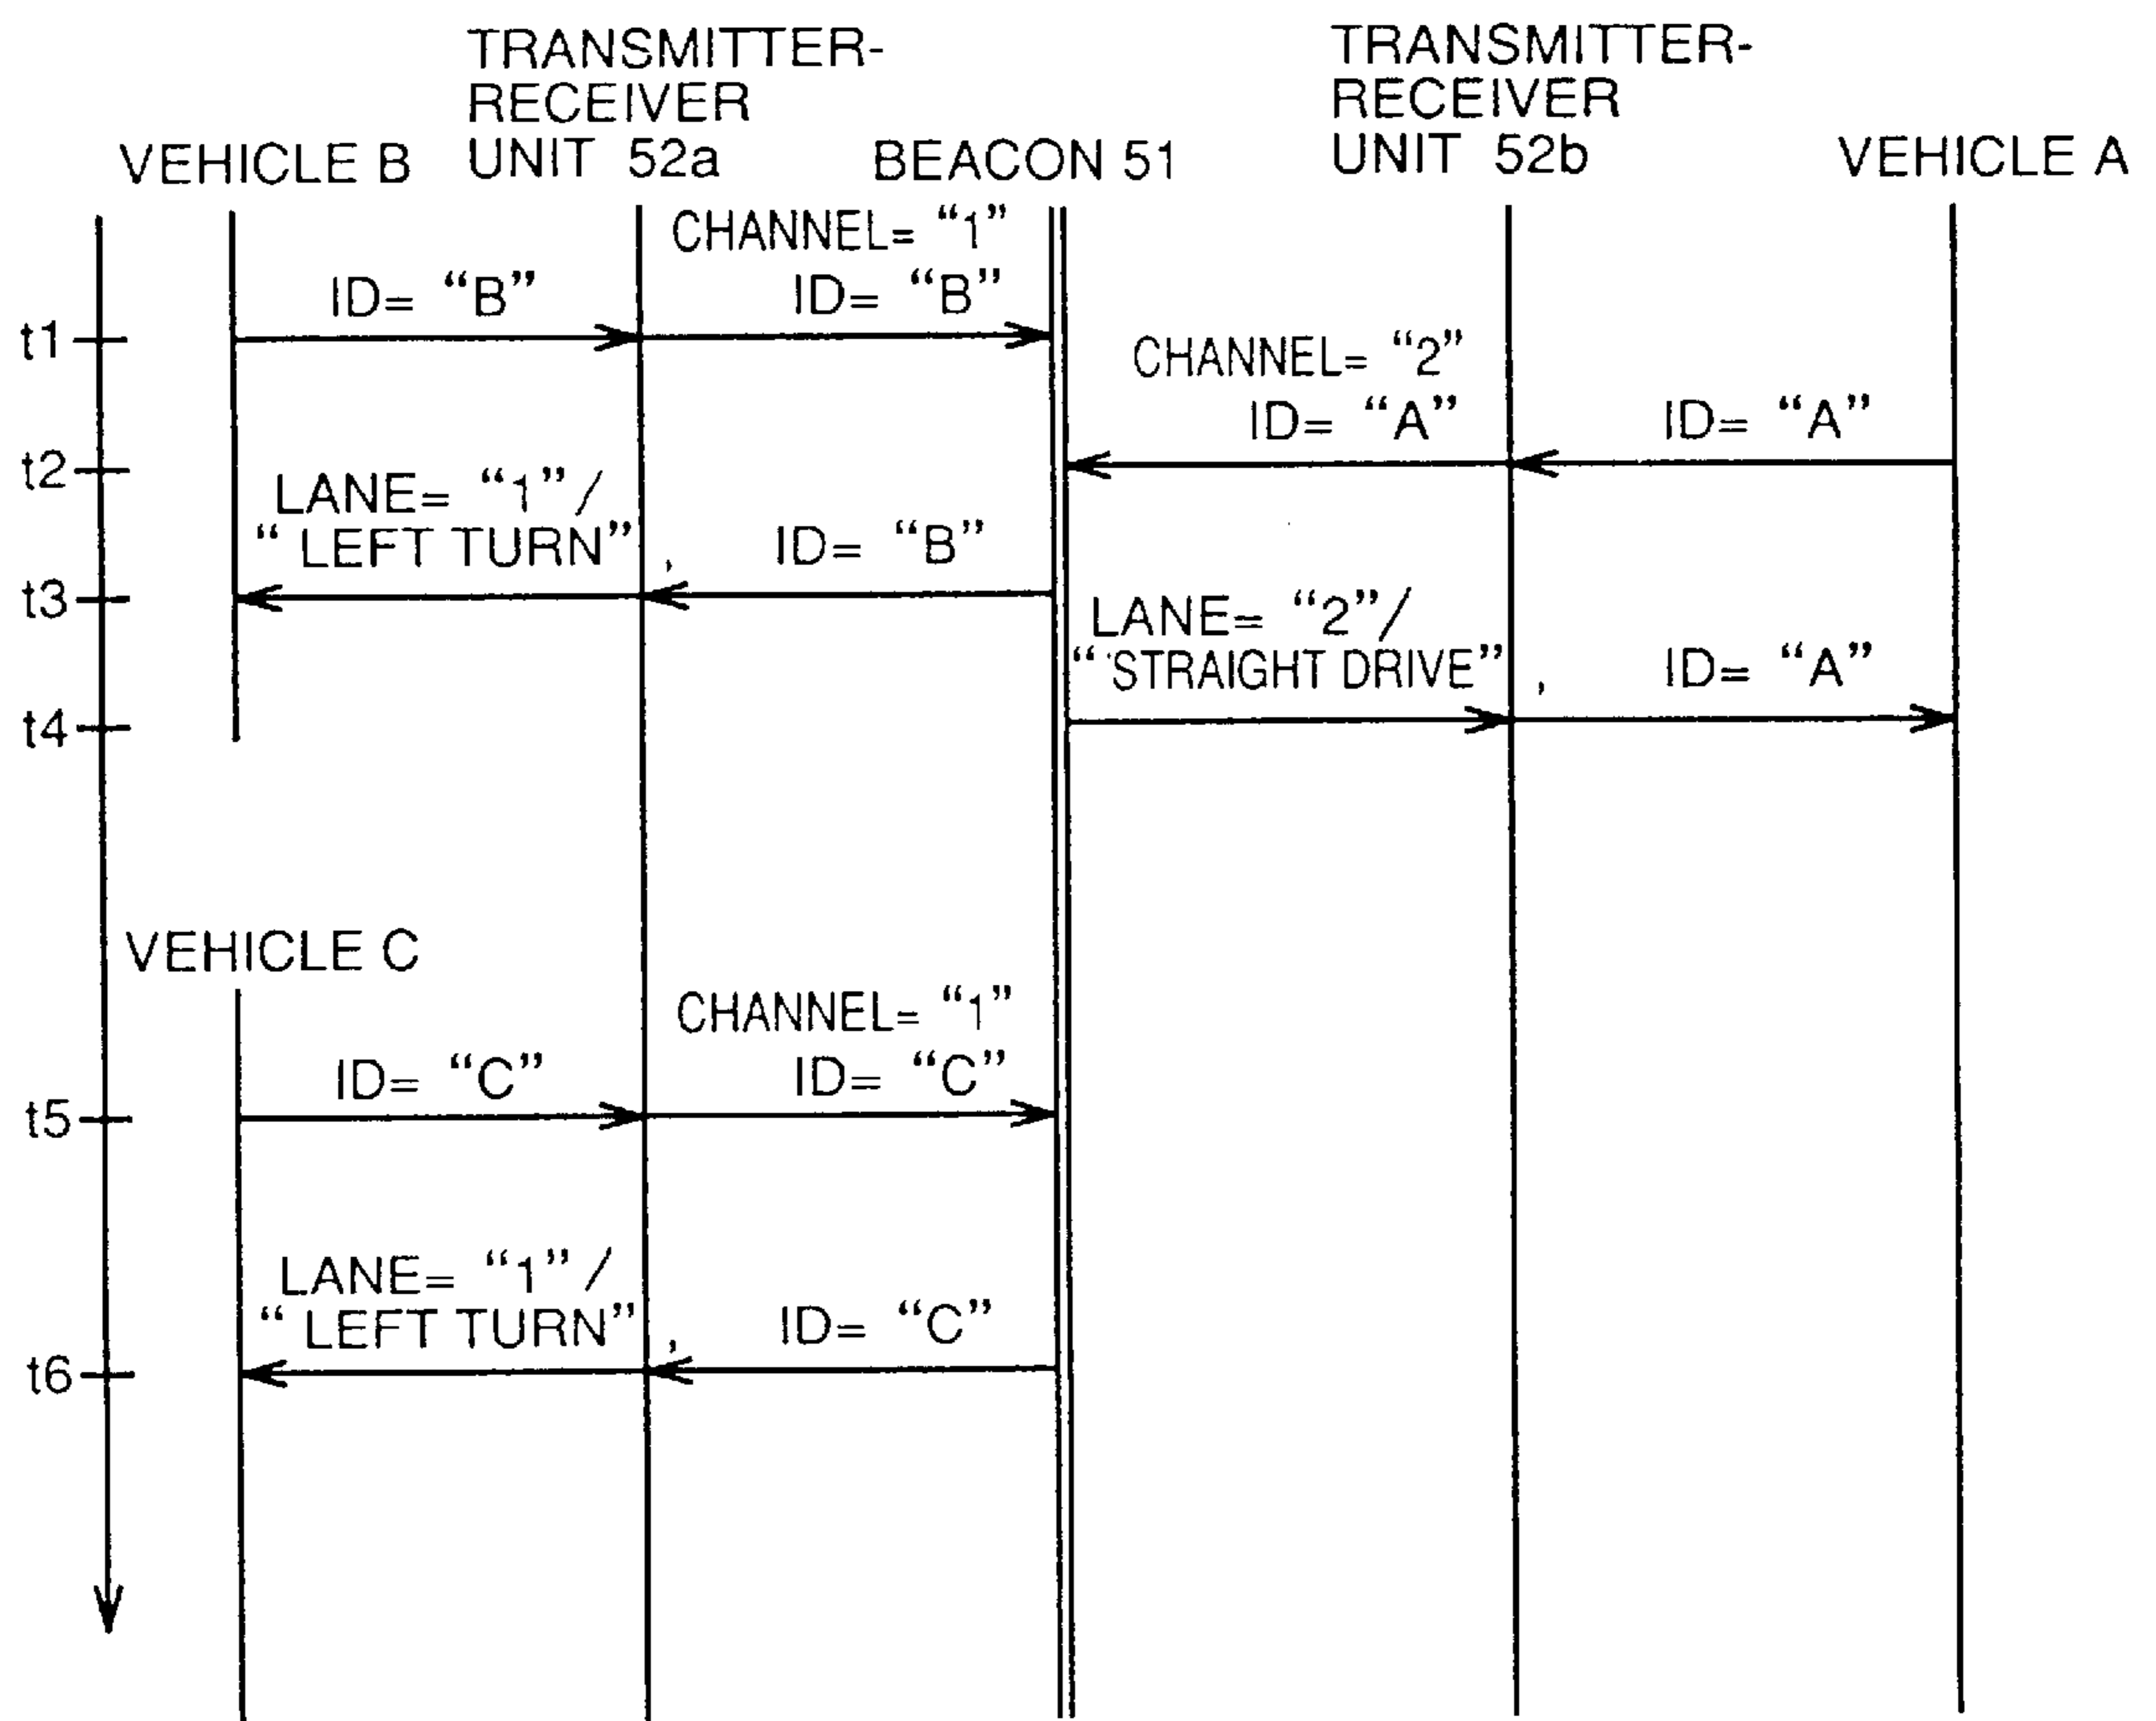 TRANSMITTER-
RECEIVER
UNIT 52a
TRANSMITTER-
RECEIVER
UNIT 52b
VEHICLE B
BEACON 51
VEHICLE A
CHANNEL= “1”
ID= “B”
ID= “B”
t1
CHANNEL= “2”
ID= “A”
ID= “A”
t2
LANE= “1” /
“ LEFT TURN” ,
ID= “B”
t3
LANE= “2” /
“ STRAIGHT DRIVE” ,
ID= “A”
t4
VEHICLE C
CHANNEL= “1”
ID= “C”
ID= “C”
t5
LANE= “1” /
“ LEFT TURN” ,
ID= “C”
t6